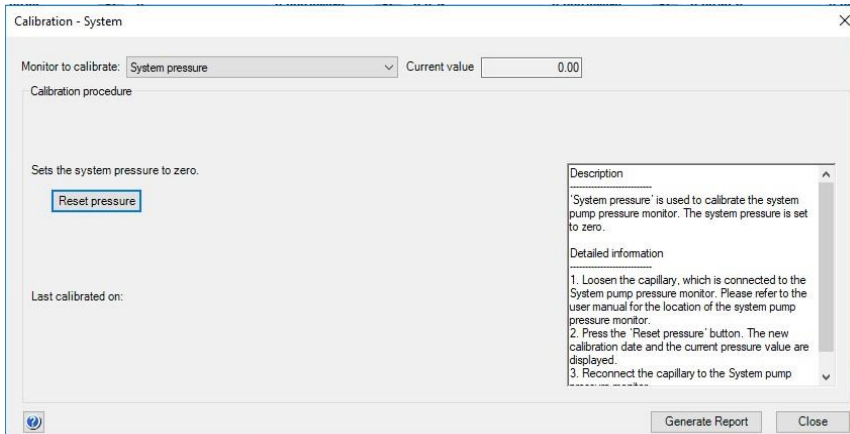 Calibration - System
Monitor to calibrate: System pressure Current value 0.00
Calibration procedure
Sets the system pressure to zero.
Reset pressure
Last calibrated on:
Description
----------------------------
'System pressure' is used to calibrate the system
pump pressure monitor. The system pressure is set
to zero.
Detailed information
----------------------------
1. Loosen the capillary, which is connected to the
System pump pressure monitor. Please refer to the
user manual for the location of the system pump
pressure monitor.
2. Press the 'Reset pressure' button. The new
calibration date and the current pressure value are
displayed.
3. Reconnect the capillary to the System pump
Generate Report Close